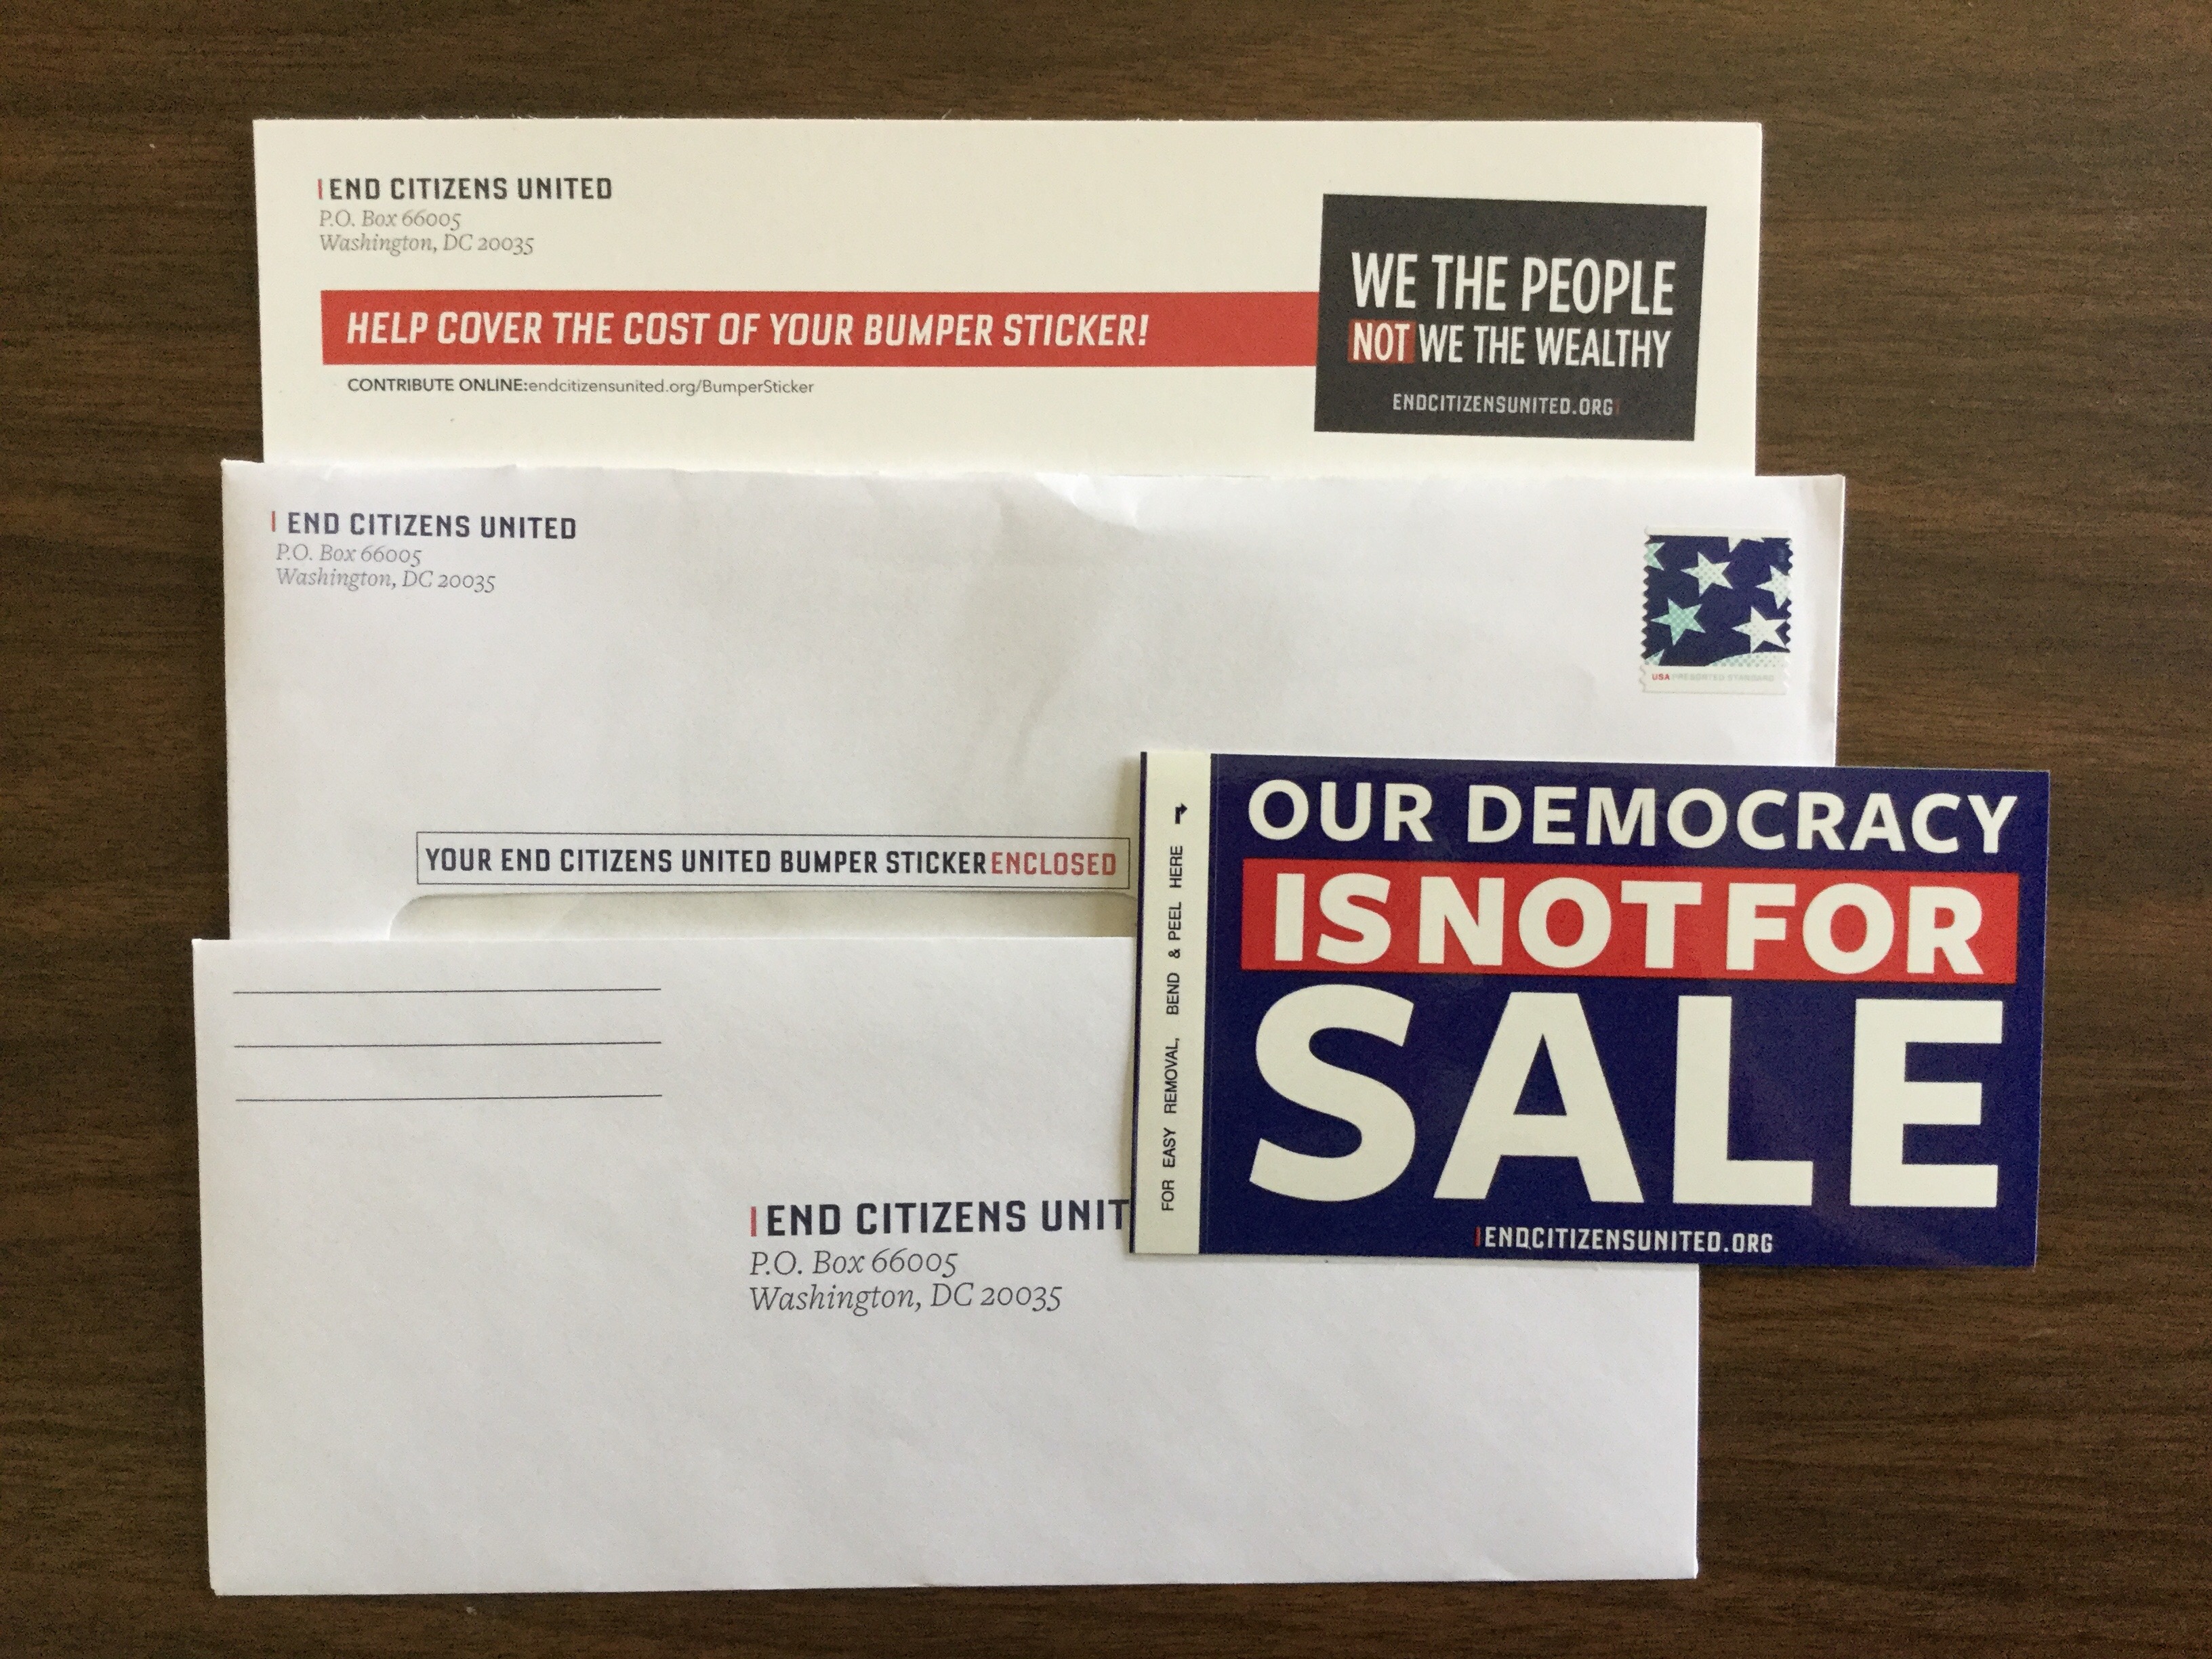 END CITIZENS UNITED
P.O. Box 66005
Washington, DC 20035
HELP COVER THE COST OF YOUR BUMPER STICKER!
CONTRIBUTE ONLINE:endcitizensunited.org/BumperSticker
WE THE PEOPLE
NOT WE THE WEALTHY
ENDCITIZENSUNITED.ORG
END CITIZENS UNITED
P.O. Box 66005
Washington, DC 20035
USA PRESORTED STANDARD
YOUR END CITIZENS UNITED BUMPER STICKER ENCLOSED
END CITIZENS UNIT
P.O. Box 66005
Washington, DC 20035
FOR EASY REMOVAL, BEND & PEEL HERE
OUR DEMOCRACY
IS NOT FOR
SALE
ENDCITIZENSUNITED.ORG